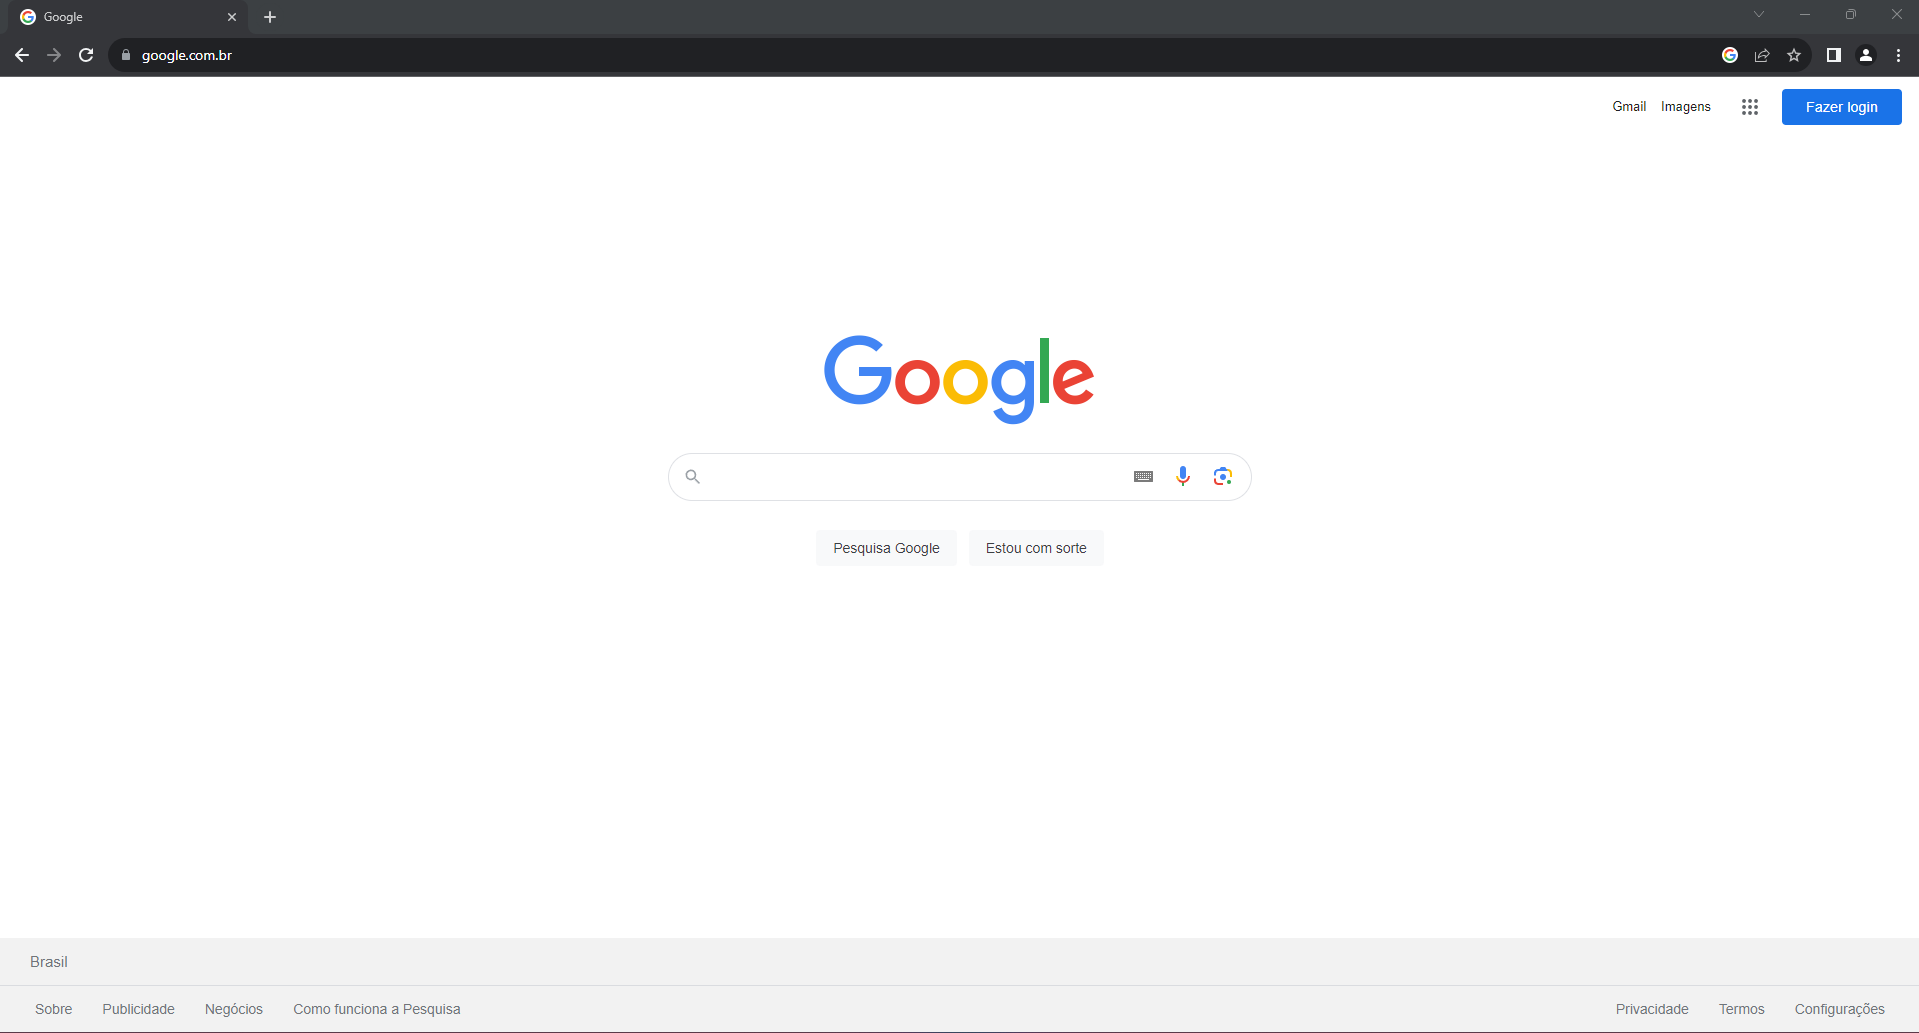 Google
google.com.br
Gmail Imagens Fazer login
Google
Pesquisa Google Estou com sorte
Brasil
Sobre Publicidade Negócios Como funciona a Pesquisa Privacidade Termos Configurações